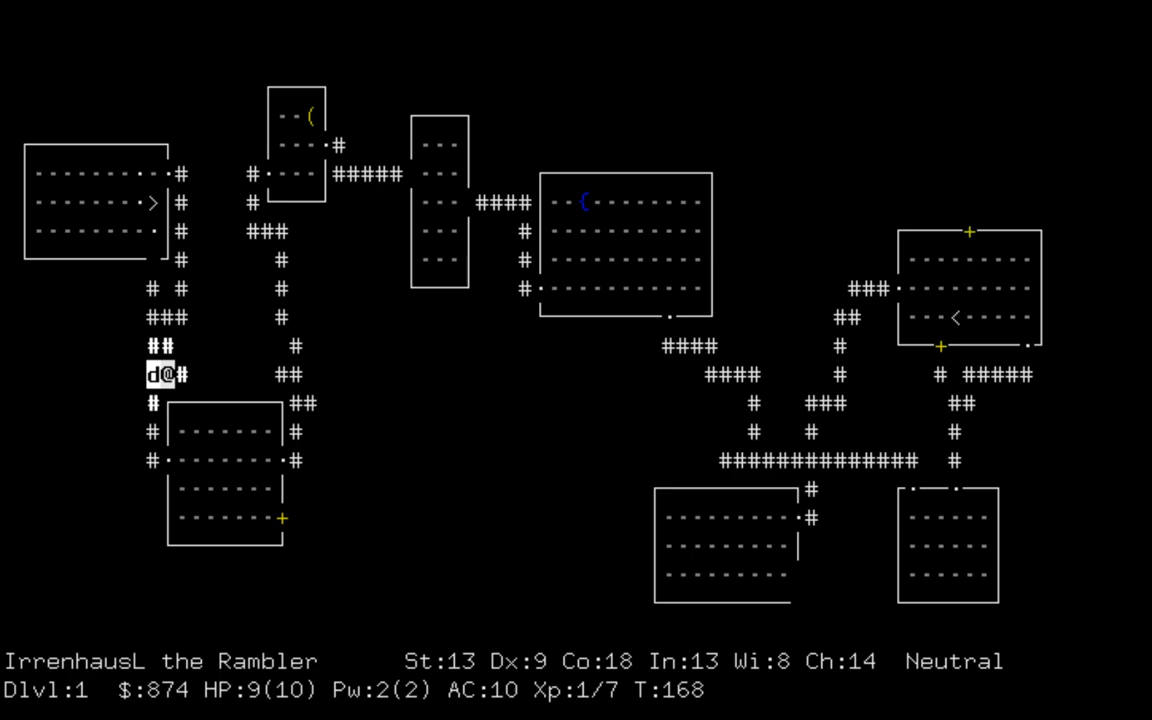 IrrenhausL the Rambler St:13 Dx:9 Co:18 In:13 Wi:8 Ch:14 Neutral
Dlvl:1 $:874 HP:9(10) Pw:2(2) AC:10 Xp:1/7 T:168